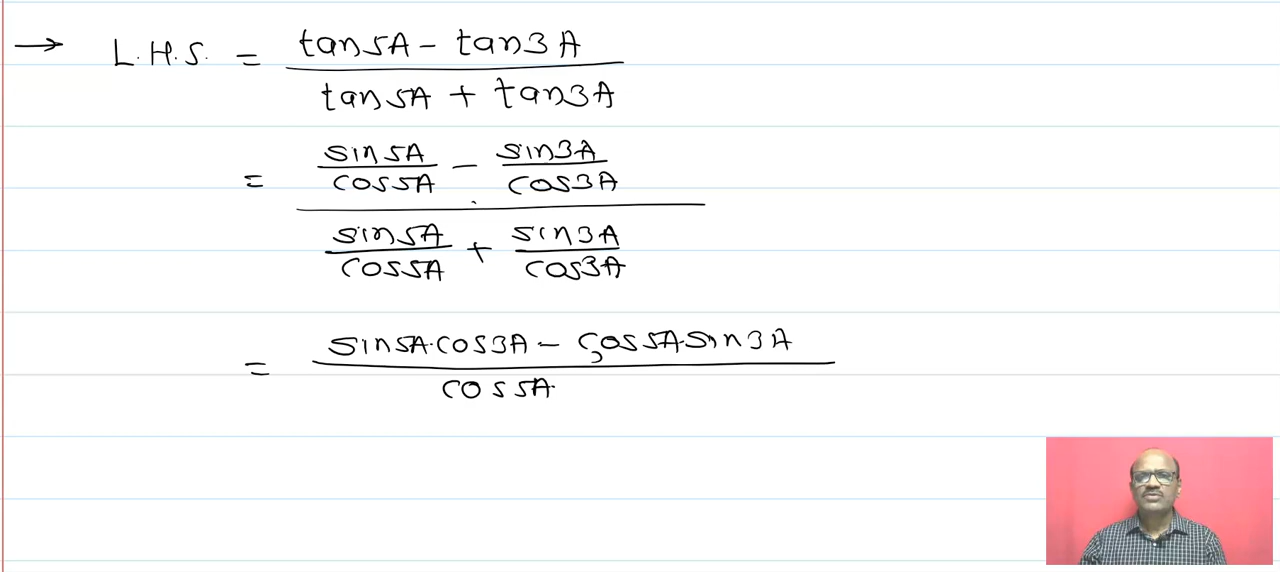 → L.H.S. = tan5A - tan3A
tan5A + tan3A
= sin5A - sin3A
cos5A cos3A
sin5A + sin3A
cos5A cos3A
= sin5A.cos3A - cos5A.sin3A
cos5A.